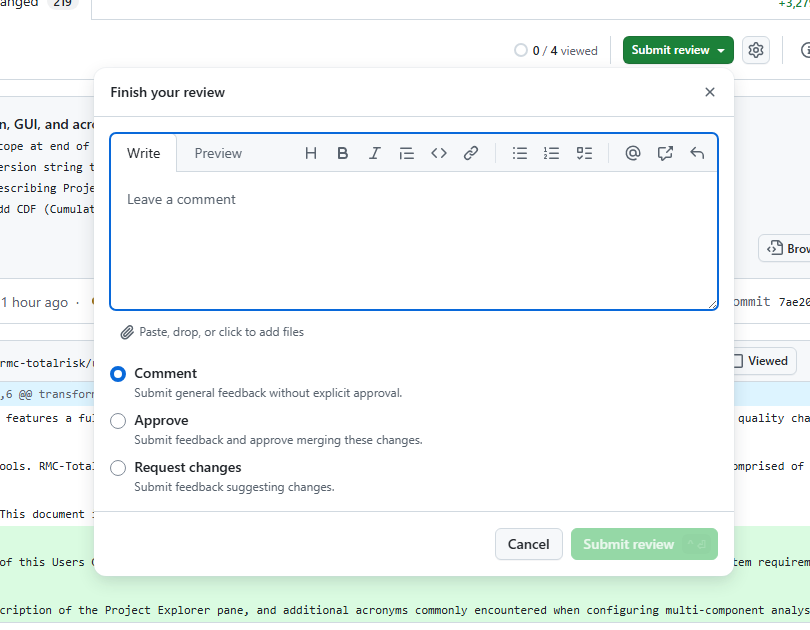 anged 219
+3,27
0 / 4 viewed
Submit review
Finish your review
n, GUI, and acr
cope at end of
ersion string t
escribing Proje
dd CDF (Cumulat
Write
Preview
H B I
Leave a comment
Brow
1 hour ago ·
ommit 7ae20
Paste, drop, or click to add files
rmc-totalrisk/
Viewed
Comment
Submit general feedback without explicit approval.
,6 @@ transform
Approve
features a fu
quality cha
Submit feedback and approve merging these changes.
Request changes
ools. RMC-Total
omprised of
Submit feedback suggesting changes.
This document
Cancel
Submit review
of this Users
tem requirem
cription of the Project Explorer pane, and additional acronyms commonly encountered when configuring multi-component analys